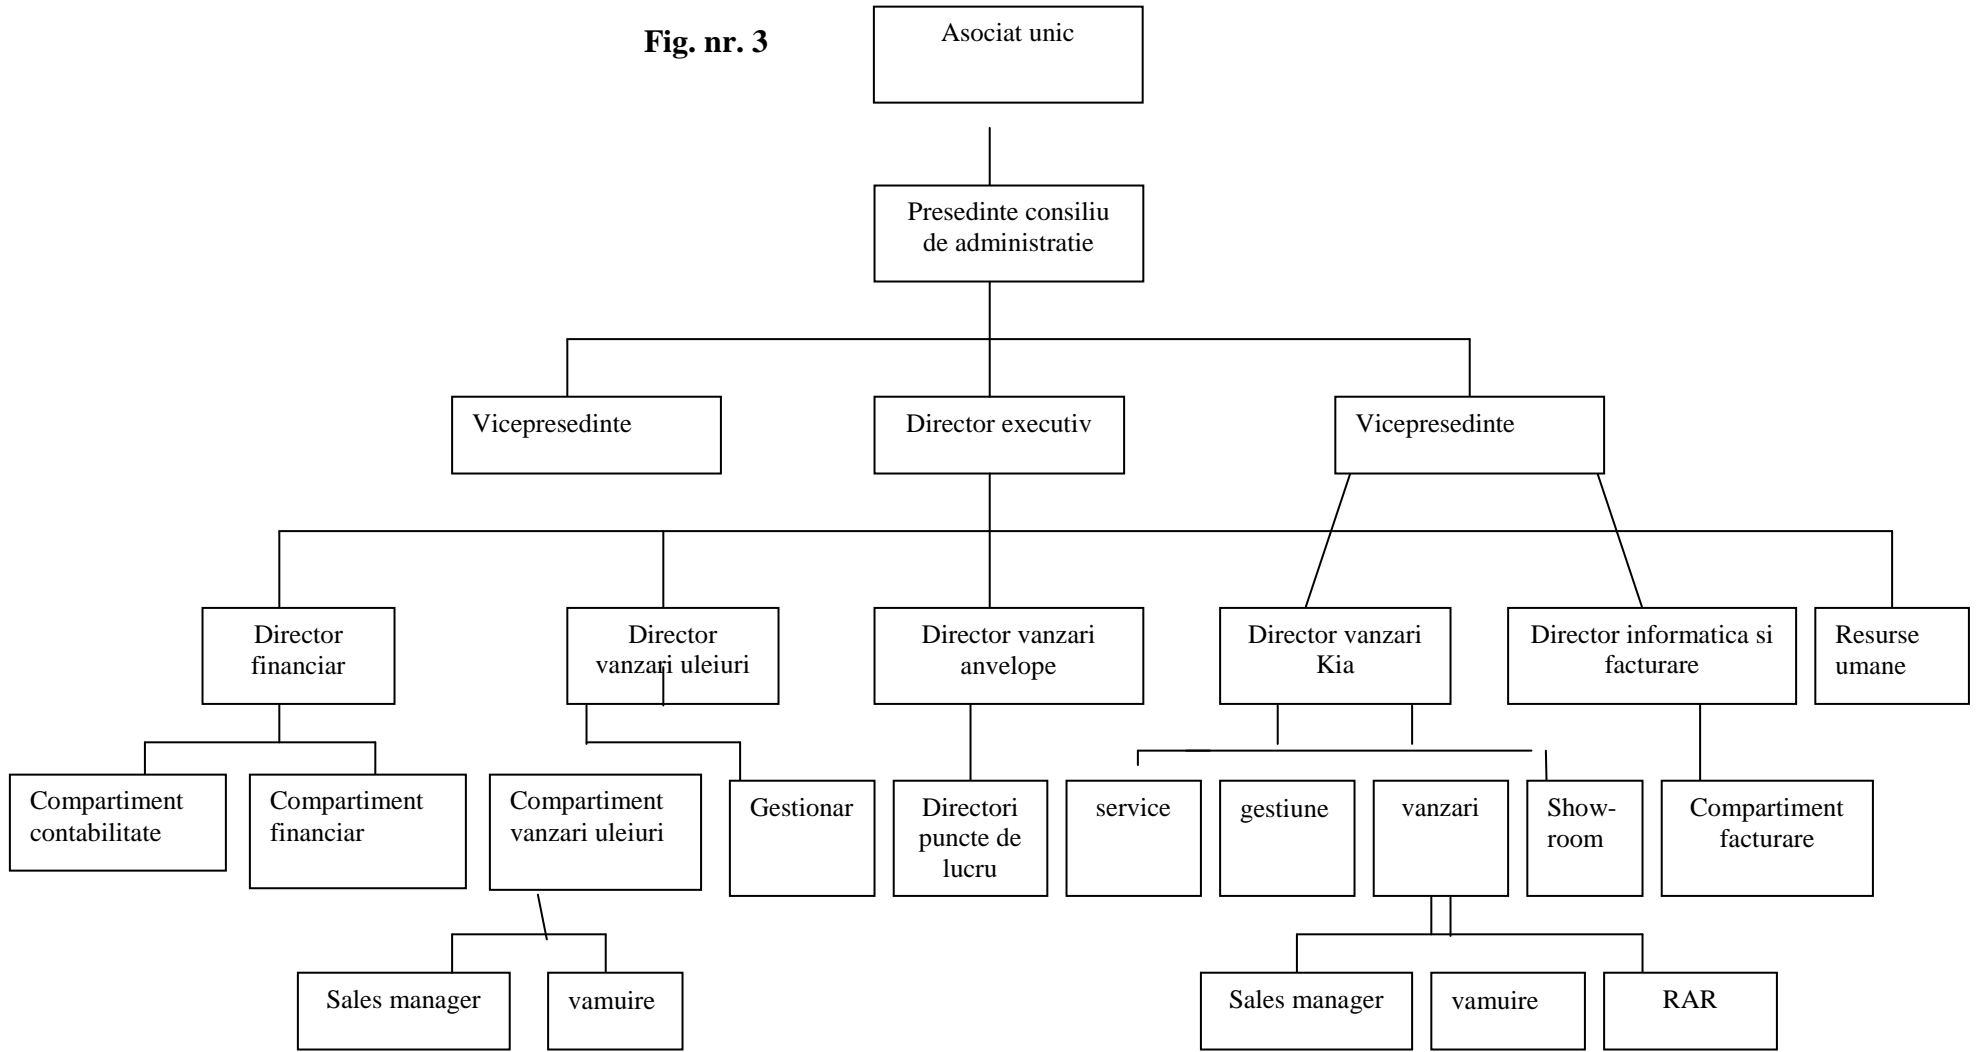 Fig. nr. 3
Asociat unic
Presedinte consiliu
de administratie
Vicepresedinte
Director executiv
Vicepresedinte
Director
financiar
Director
vanzari uleiuri
Director vanzari
anvelope
Director vanzari
Kia
Director informatica si
facturare
Resurse
umane
Compartiment
contabilitate
Compartiment
financiar
Compartiment
vanzari uleiuri
Gestionar
Directori
puncte de
lucru
service
gestiune
vanzari
Show-
room
Compartiment
facturare
Sales manager
vamuire
Sales manager
vamuire
RAR